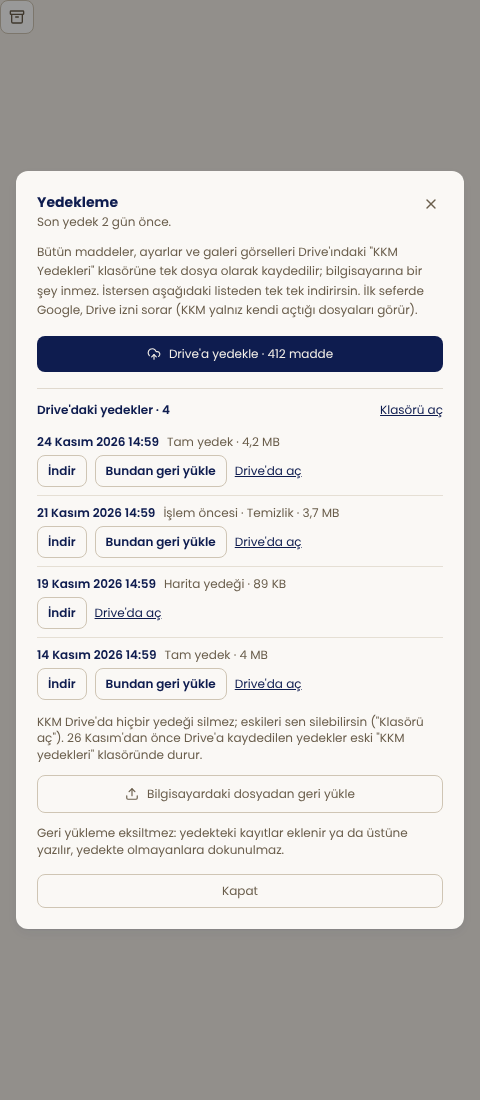 Yedekleme
Son yedek 2 gün önce.
Bütün maddeler, ayarlar ve galeri görselleri Drive'ındaki "KKM
Yedekleri" klasörüne tek dosya olarak kaydedilir; bilgisayarına bir
şey inmez. İstersen aşağıdaki listeden tek tek indirirsin. İlk seferde
Google, Drive izni sorar (KKM yalnız kendi açtığı dosyaları görür).
Drive'a yedekle · 412 madde
Drive'daki yedekler · 4 Klasörü aç
24 Kasım 2026 14:59 Tam yedek · 4,2 MB
İndir Bundan geri yükle Drive'da aç
21 Kasım 2026 14:59 İşlem öncesi · Temizlik · 3,7 MB
İndir Bundan geri yükle Drive'da aç
19 Kasım 2026 14:59 Harita yedeği · 89 KB
İndir Drive'da aç
14 Kasım 2026 14:59 Tam yedek · 4 MB
İndir Bundan geri yükle Drive'da aç
KKM Drive'da hiçbir yedeği silmez; eskileri sen silebilirsin ("Klasörü
aç"). 26 Kasım'dan önce Drive'a kaydedilen yedekler eski "KKM
yedekleri" klasöründe durur.
Bilgisayardaki dosyadan geri yükle
Geri yükleme eksiltmez: yedekteki kayıtlar eklenir ya da üstüne
yazılır, yedekte olmayanlara dokunulmaz.
Kapat